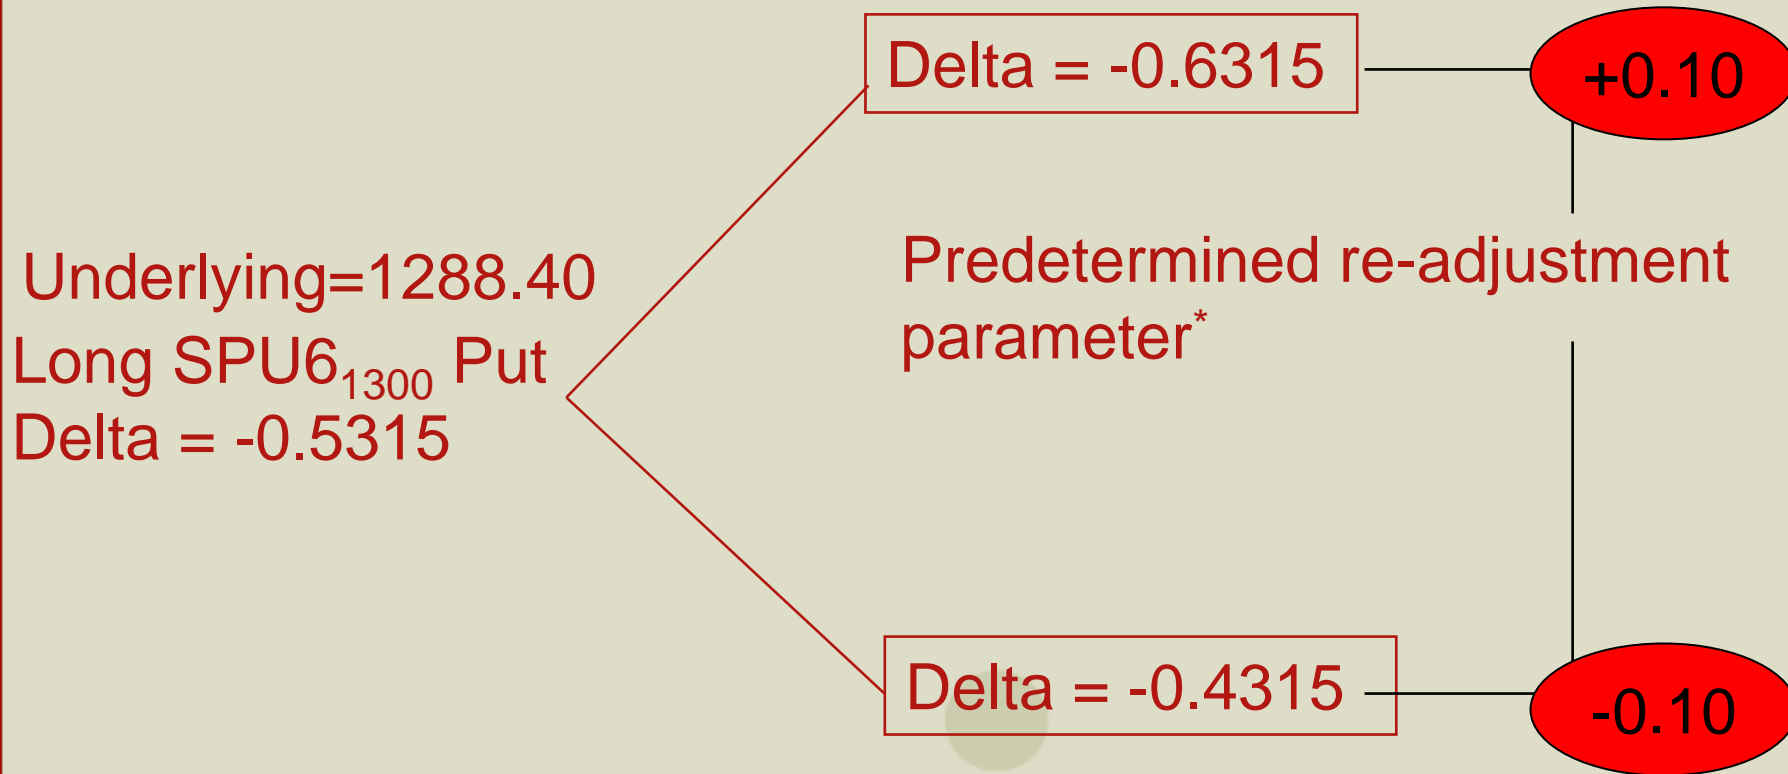 Delta = -0.6315
+0.10
Underlying=1288.40
Long SPU6₁₃₀₀ Put
Delta = -0.5315
Predetermined re-adjustment
parameter*
Delta = -0.4315
-0.10